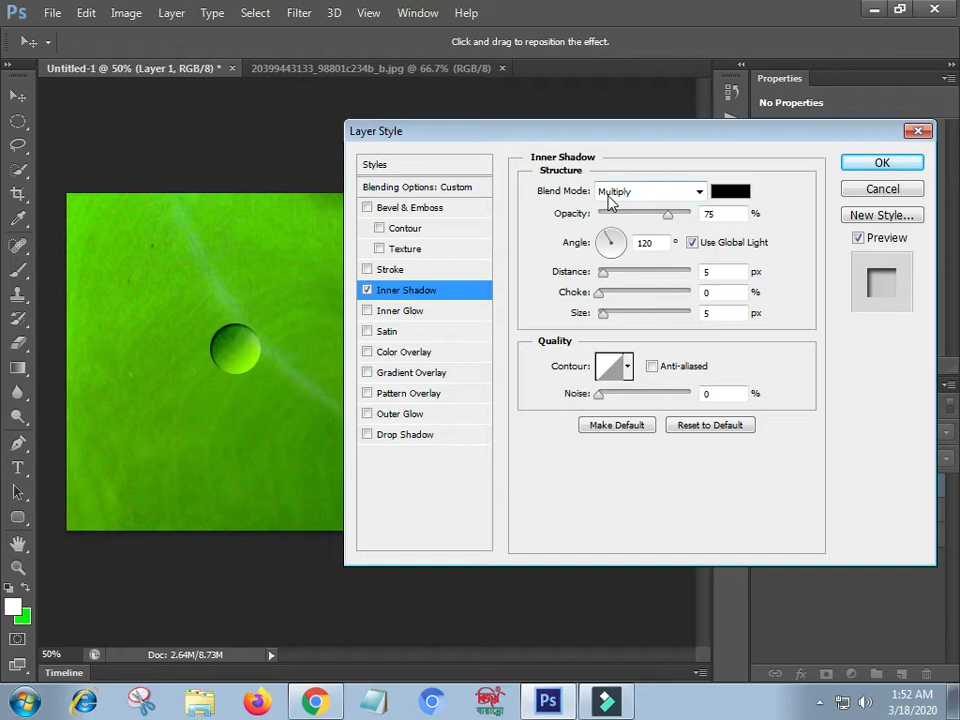 Ps File Edit Image Layer Type Select Filter 3D View Window Help
Click and drag to reposition the effect.
Untitled-1 @ 50% (Layer 1, RGB/8) * × 20399443133_98801c234b_b.jpg @ 66.7% (RGB/8) ×
Properties
No Properties
Layer Style
Styles
Blending Options: Custom
Bevel & Emboss
Contour
Texture
Stroke
Inner Shadow
Inner Glow
Satin
Color Overlay
Gradient Overlay
Pattern Overlay
Outer Glow
Drop Shadow
Inner Shadow
Structure
Blend Mode: Multiply
Opacity: 75 %
Angle: 120 ° Use Global Light
Distance: 5 px
Choke: 0 %
Size: 5 px
Quality
Contour: Anti-aliased
Noise: 0 %
Make Default Reset to Default
OK
Cancel
New Style...
Preview
T
50% Doc: 2.64M/8.73M
Timeline
fx
Ps
1:52 AM
3/18/2020